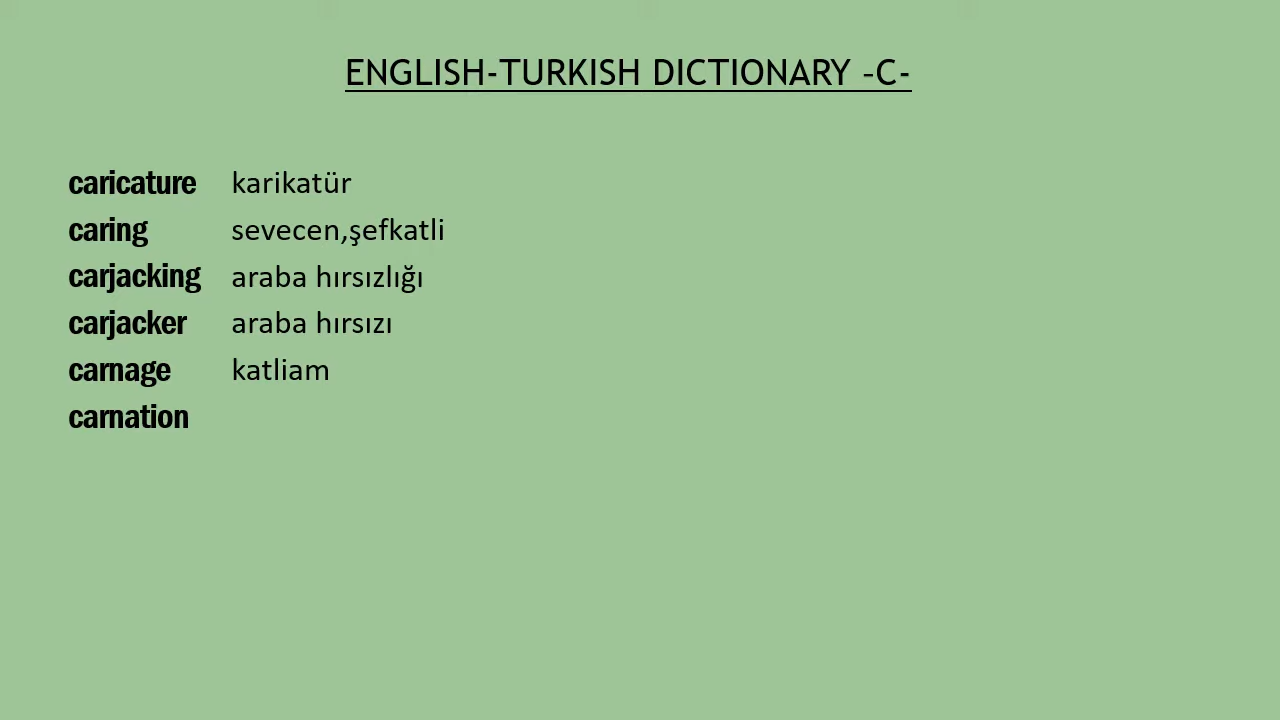 ENGLISH-TURKISH DICTIONARY –C-
caricature karikatür
caring sevecen,şefkatli
carjacking araba hırsızlığı
carjacker araba hırsızı
carnage katliam
carnation